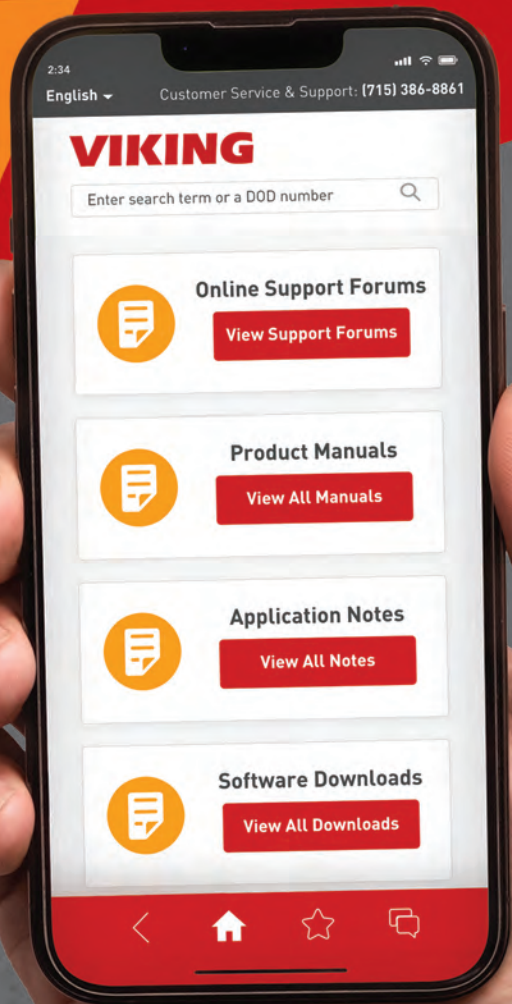 2:34
English Customer Service & Support: (715) 386-8861
VIKING
Enter search term or a DOD number
Online Support Forums
View Support Forums
Product Manuals
View All Manuals
Application Notes
View All Notes
Software Downloads
View All Downloads